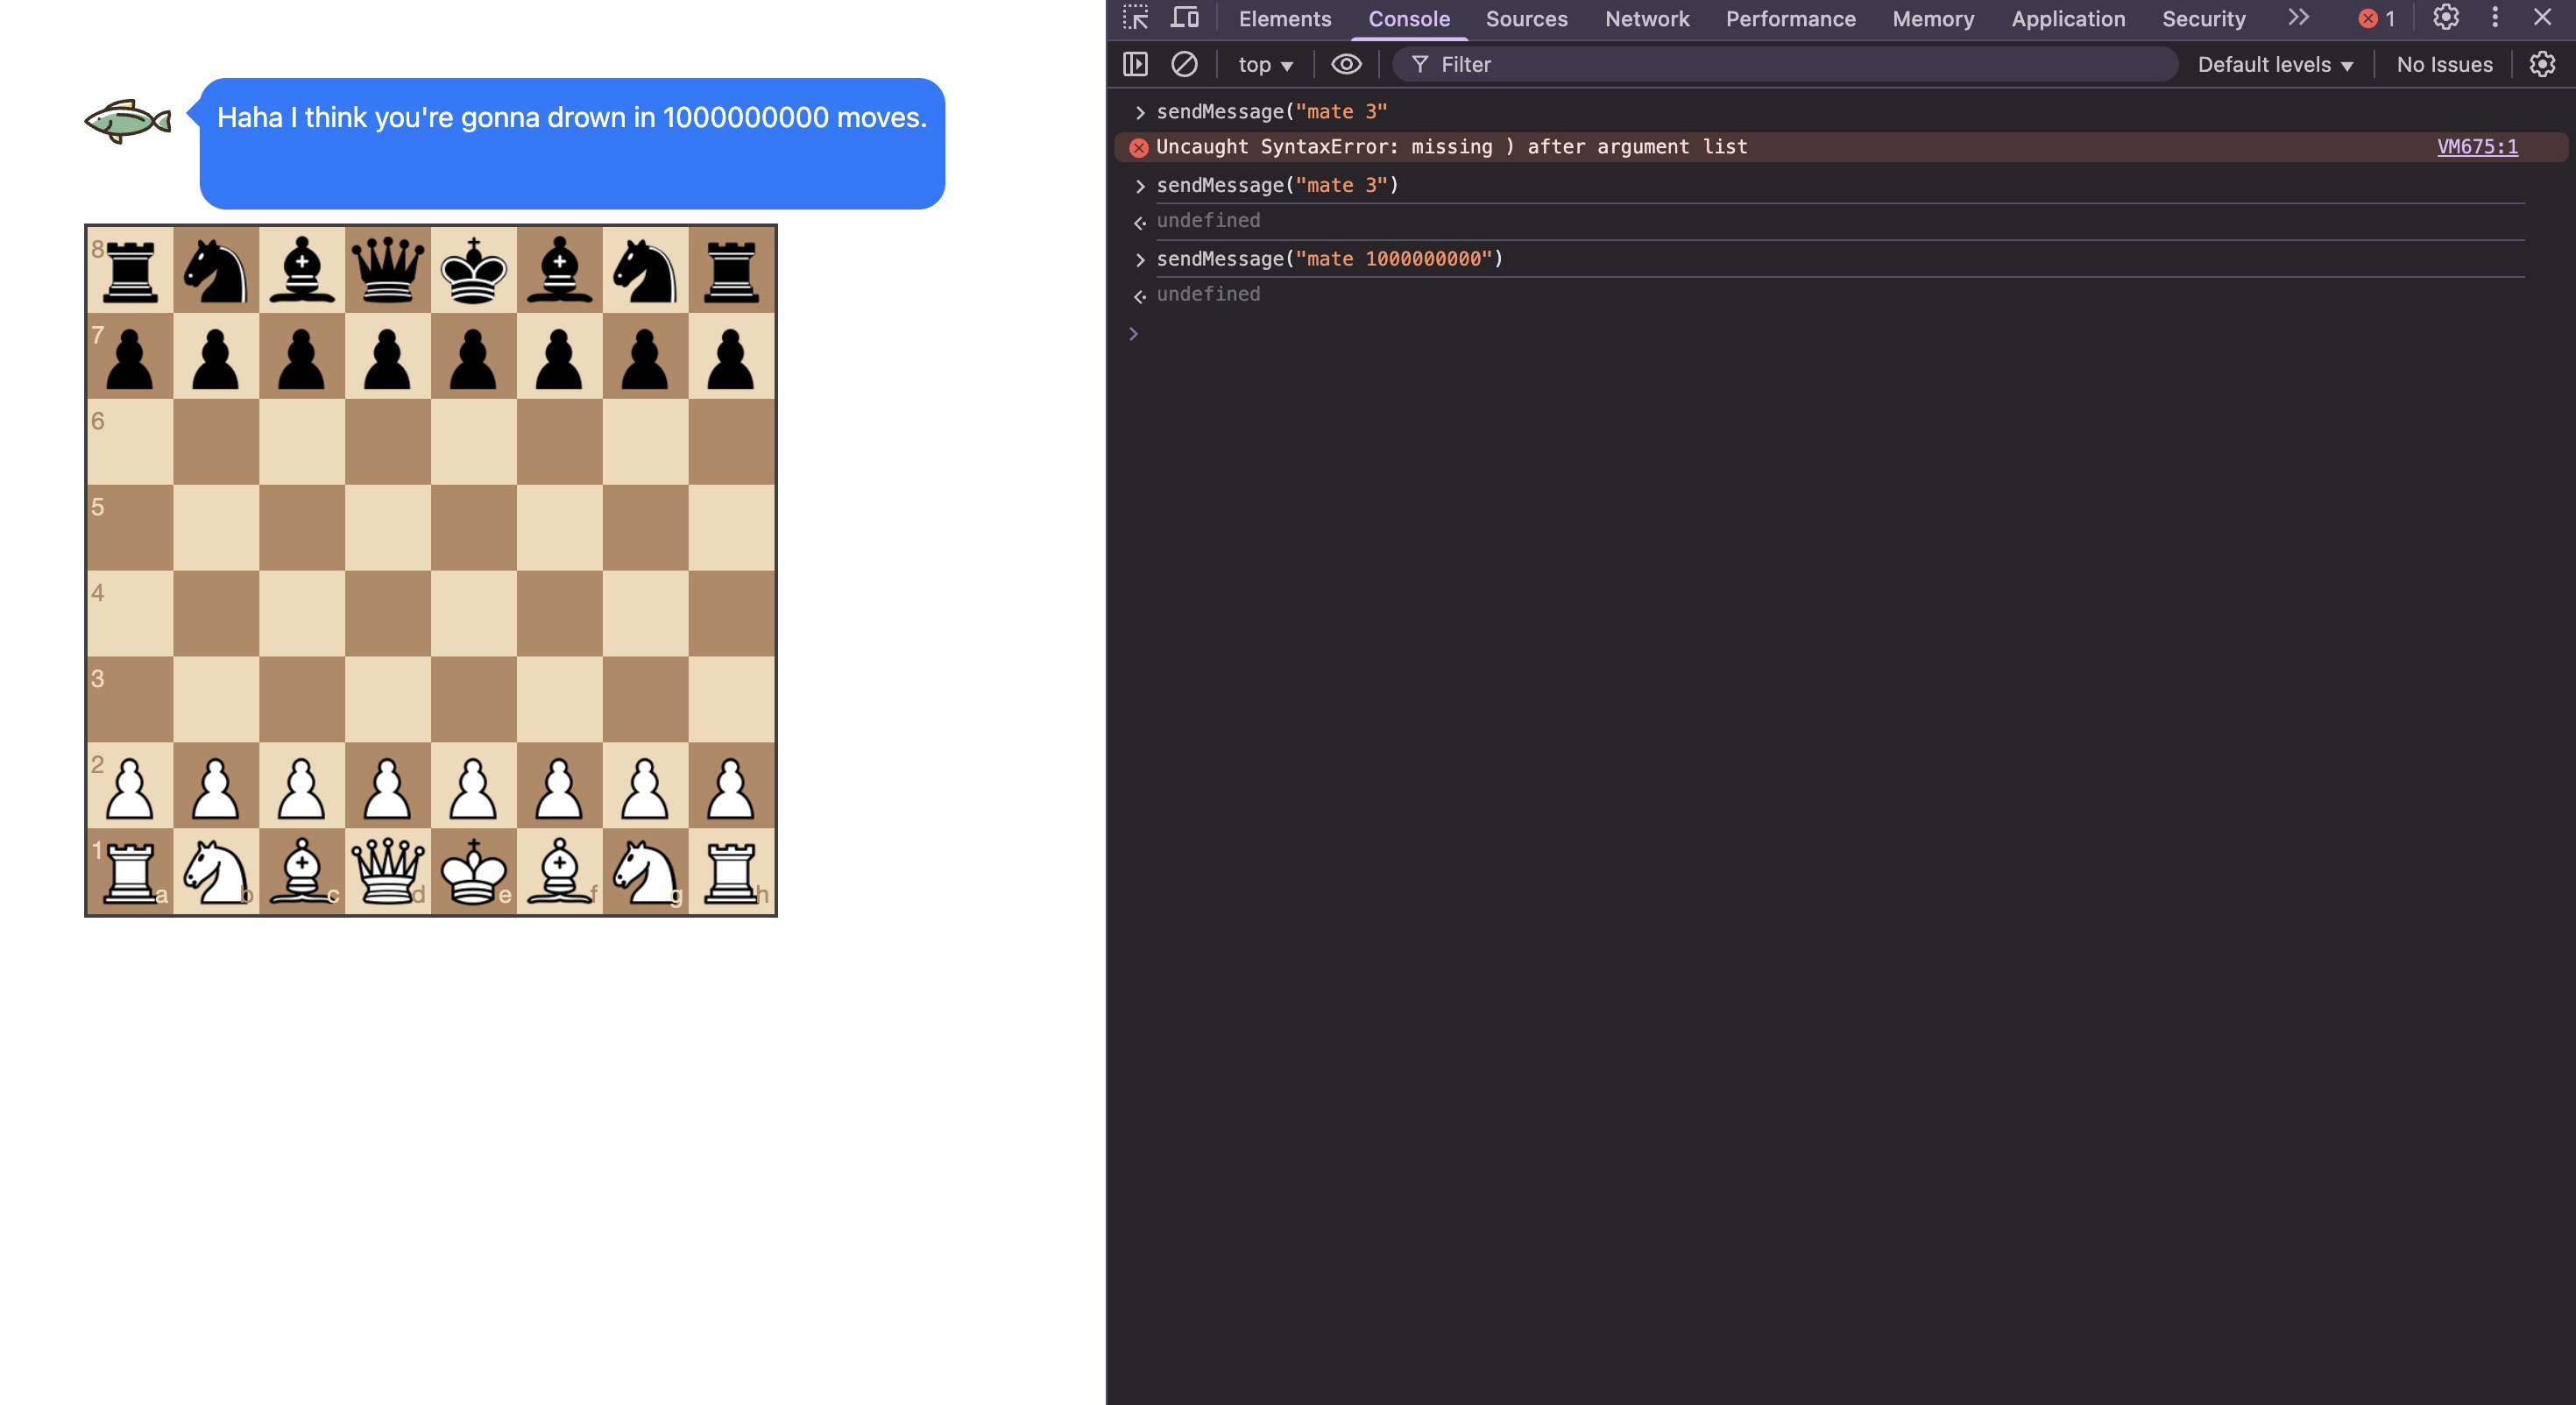 Haha I think you're gonna drown in 1000000000 moves.
8
7
6
5
4
3
2
1
a b c d e f g h
Elements Console Sources Network Performance Memory Application Security 1
top Filter Default levels No Issues
> sendMessage("mate 3"
Uncaught SyntaxError: missing ) after argument list VM675:1
> sendMessage("mate 3")
undefined
> sendMessage("mate 1000000000")
undefined
>